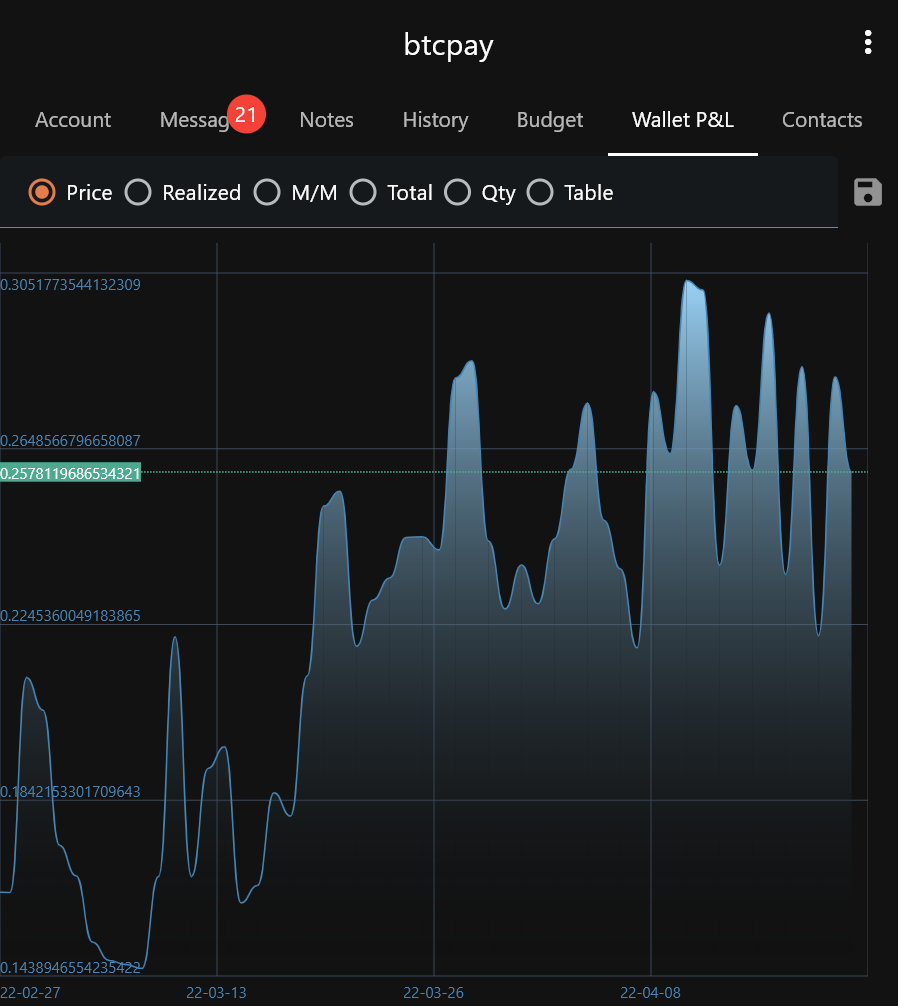 btcpay
Account Messag 21 Notes History Budget Wallet P&L Contacts
Price Realized M/M Total Qty Table
0.3051773544132309
0.2648566796658087
0.2578119686534321
0.2245360049183865
0.1842153301709643
0.1438946554235422
22-02-27 22-03-13 22-03-26 22-04-08